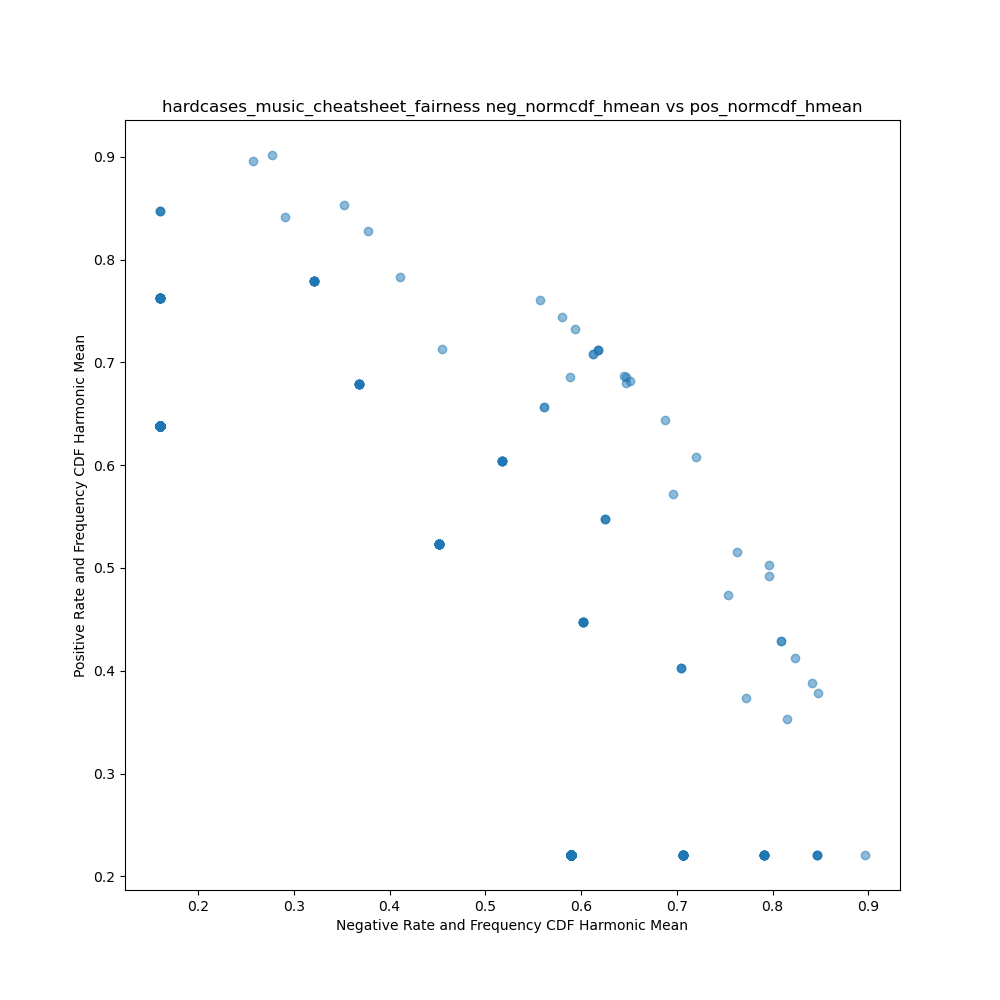 hardcases_music_cheatsheet_fairness neg_normcdf_hmean vs pos_normcdf_hmean
Positive Rate and Frequency CDF Harmonic Mean
0.9
0.8
0.7
0.6
0.5
0.4
0.3
0.2
0.2 0.3 0.4 0.5 0.6 0.7 0.8 0.9
Negative Rate and Frequency CDF Harmonic Mean